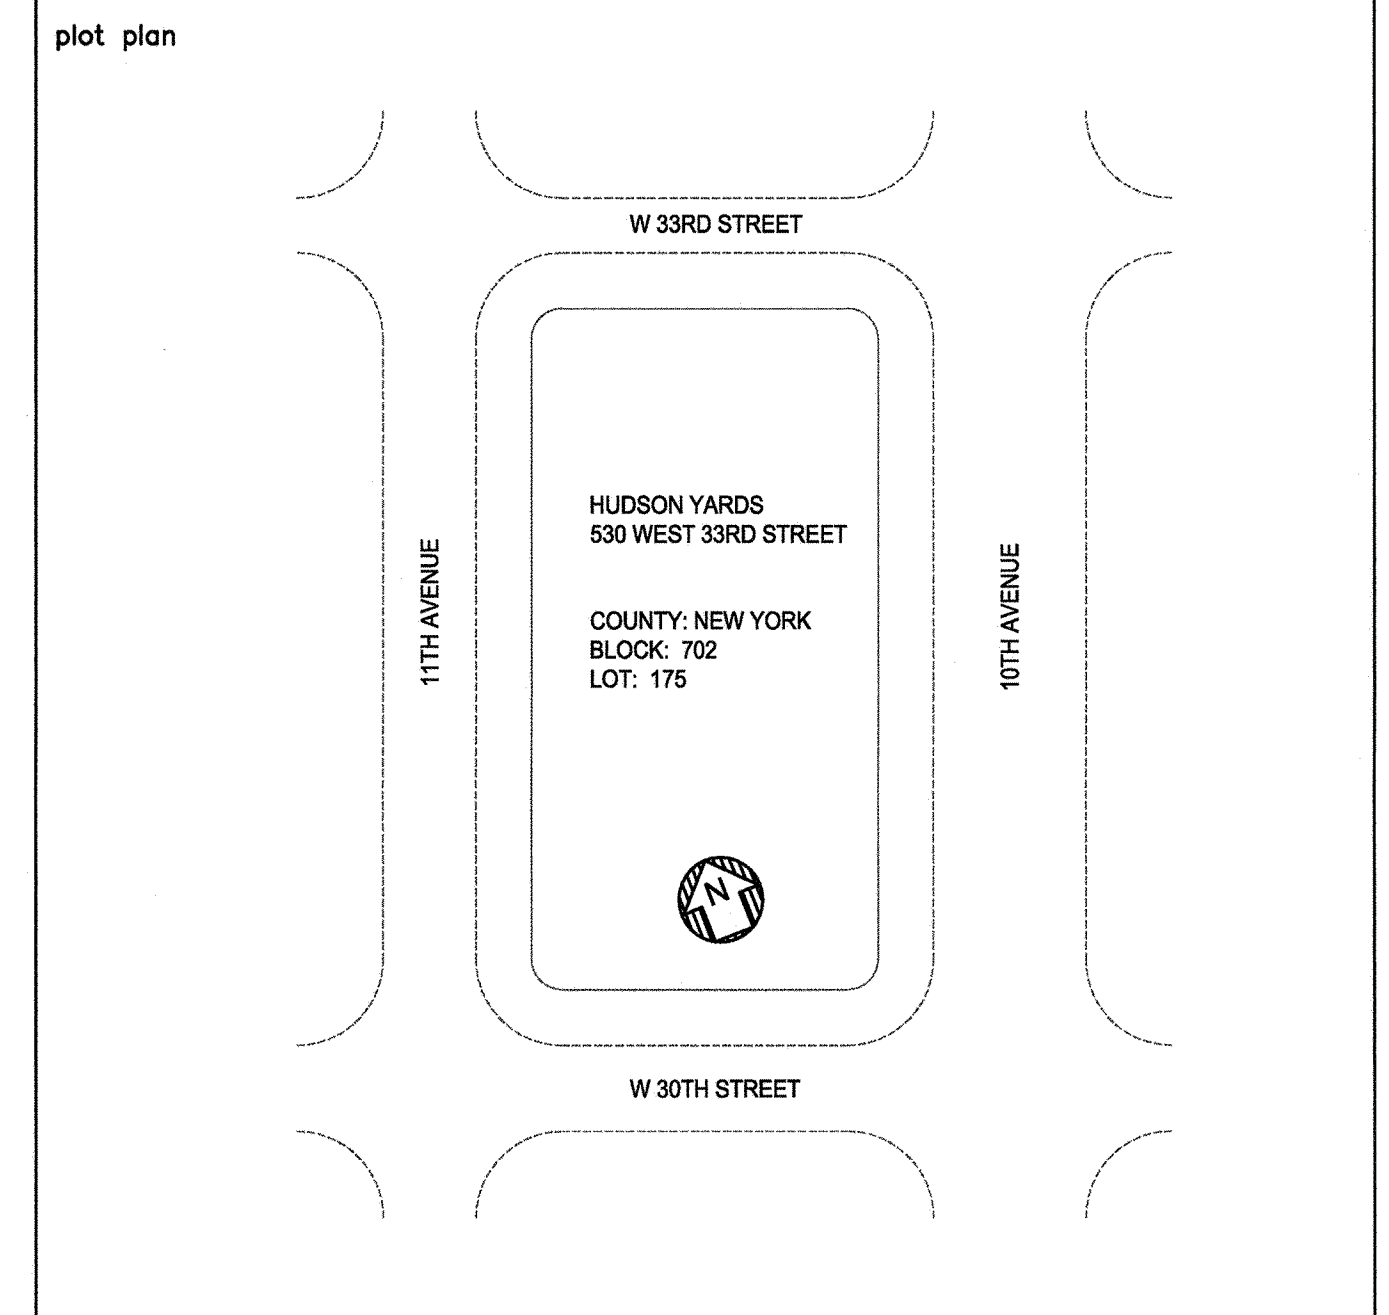 plot plan
W 33RD STREET
HUDSON YARDS
530 WEST 33RD STREET
11TH AVENUE
10TH AVENUE
COUNTY: NEW YORK
BLOCK: 702
LOT: 175
N
W 30TH STREET